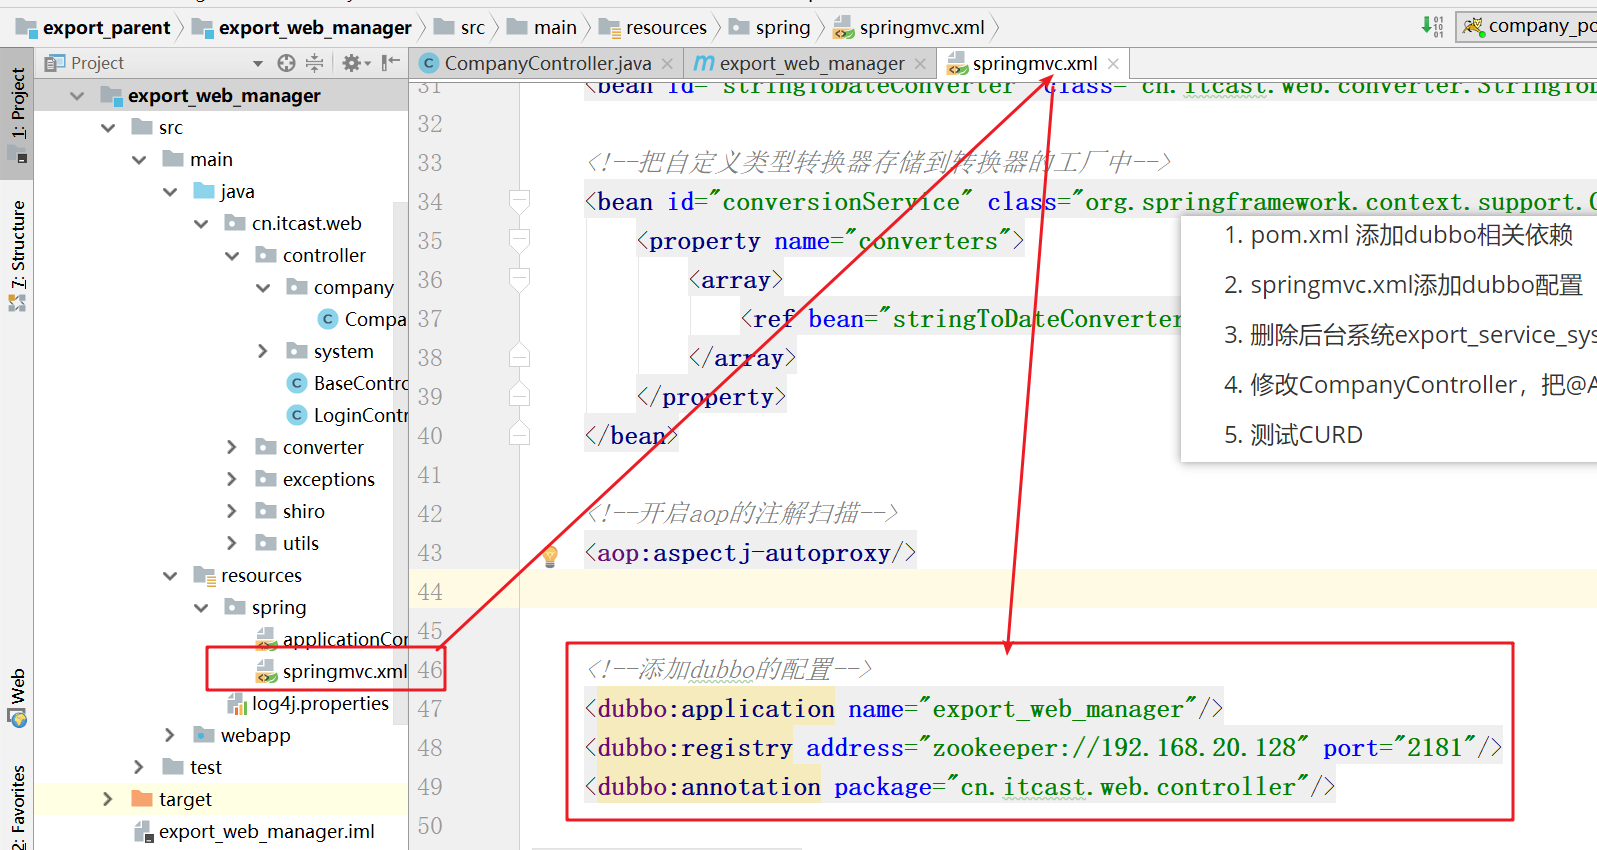 export_parent export_web_manager src main resources spring springmvc.xml company_po
Project CompanyController.java export_web_manager springmvc.xml
1: Project
7: Structure
Web
2: Favorites
export_web_manager
src
main
java
cn.itcast.web
controller
company
Compa
system
BaseContro
LoginContr
converter
exceptions
shiro
utils
resources
spring
applicationCon
springmvc.xml
log4j.properties
webapp
test
target
export_web_manager.iml
31 <bean id="stringToDateConverter" class="cn.itcast.web.converter.StringToD
32
33 <!--把自定义类型转换器存储到转换器的工厂中-->
34 <bean id="conversionService" class="org.springframework.context.support.C
35 <property name="converters">
36 <array>
37 <ref bean="stringToDateConverter
38 </array>
39 </property>
40 </bean>
41
42 <!--开启aop的注解扫描-->
43 <aop:aspectj-autoproxy/>
44
45
46 <!--添加dubbo的配置-->
47 <dubbo:application name="export_web_manager"/>
48 <dubbo:registry address="zookeeper://192.168.20.128" port="2181"/>
49 <dubbo:annotation package="cn.itcast.web.controller"/>
50
1. pom.xml 添加dubbo相关依赖
2. springmvc.xml添加dubbo配置
3. 删除后台系统export_service_sys
4. 修改CompanyController，把@A
5. 测试CURD